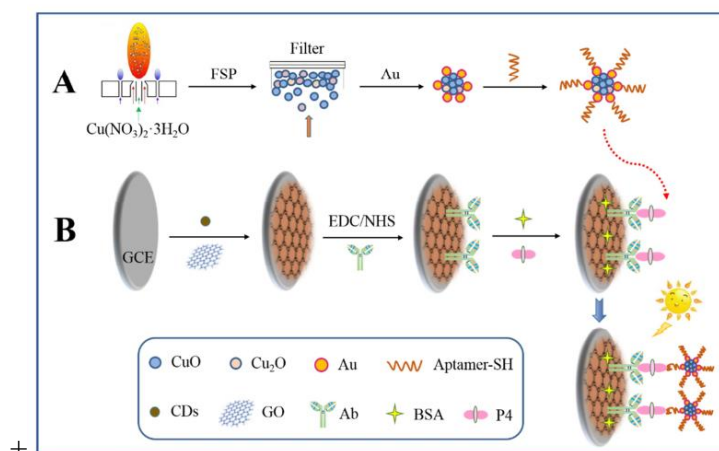 A
FSP
Filter
Au
Cu(NO₃)₂·3H₂O
B
GCE
EDC/NHS
CuO
Cu₂O
Au
Aptamer-SH
CDs
GO
Ab
BSA
P4
+